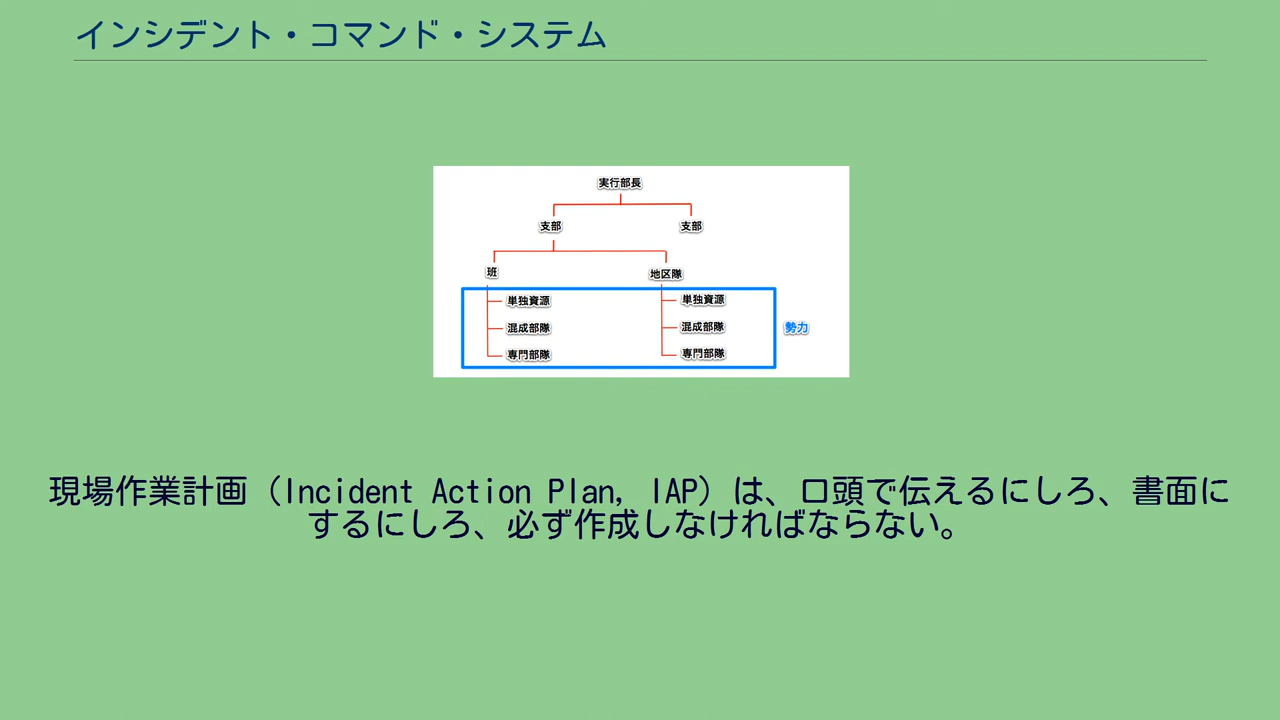 インシデント・コマンド・システム
実行部長
支部 支部
班 地区隊
単独資源 単独資源
混成部隊 混成部隊 勢力
専門部隊 専門部隊
現場作業計画（Incident Action Plan, IAP）は、口頭で伝えるにしろ、書面に
するにしろ、必ず作成しなければならない。